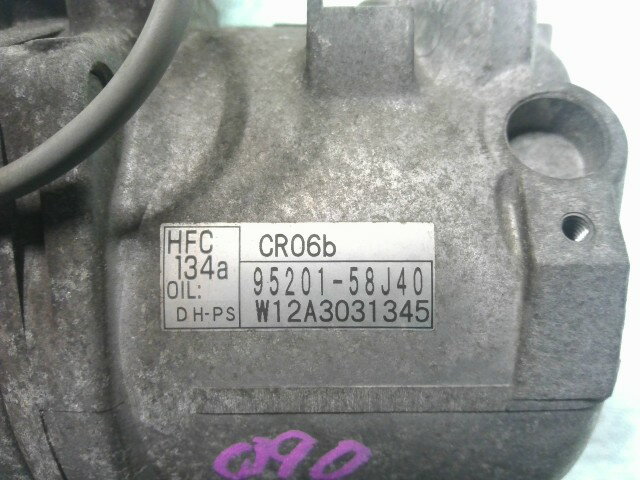 HFC
134a
OIL:
DH-PS
CR06b
95201-58J40
W12A3031345